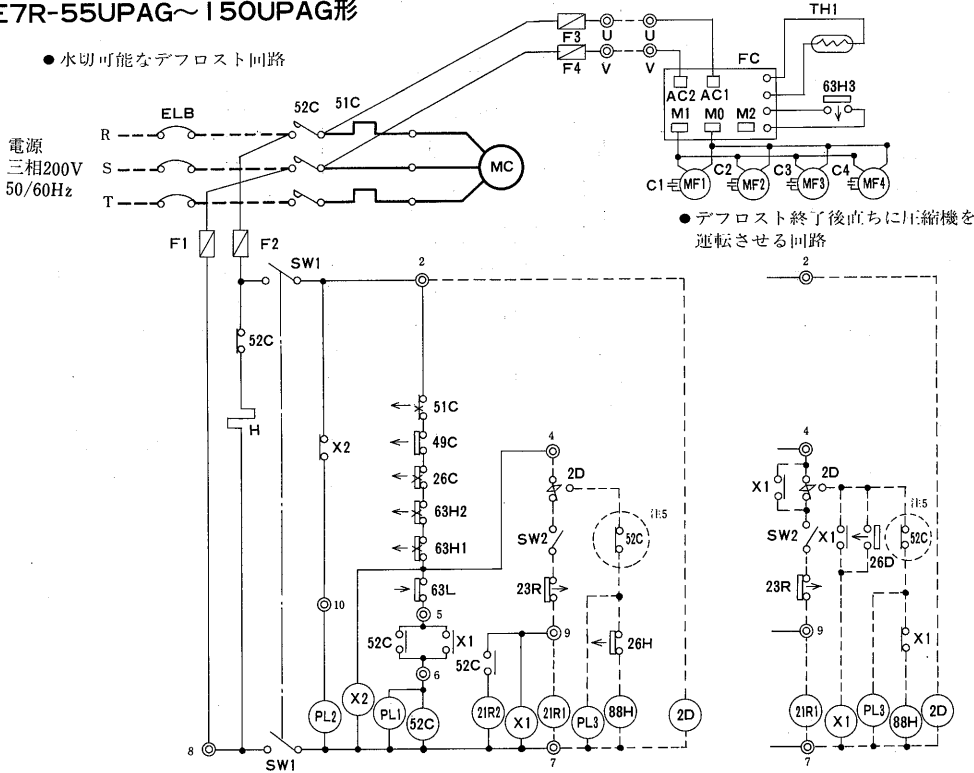 E7R-55UPAG～150UPAG形
●水切可能なデフロスト回路
F3 U U
F4 V V
TH1
FC
63H3
AC2 AC1
M1 M0 M2
52C 51C
ELB
R
電源
三相200V
50/60Hz
S
T
MC
C1 MF1 C2 MF2 C3 MF3 C4 MF4
●デフロスト終了後直ちに圧縮機を
運転させる回路
F1 F2
SW1
2
2
52C
H
X2
51C
49C
26C
63H2
63H1
63L
5
52C X1
6
10
4
2D
注5
SW2
52C
23R
9
52C
26H
4
X1 2D
注5
SW2 X1
26D
52C
23R
9
X1
PL2 X2 PL1 52C 21R2 X1 21R1 PL3 88H 2D
21R1 X1 PL3 88H 2D
8
SW1
7
7